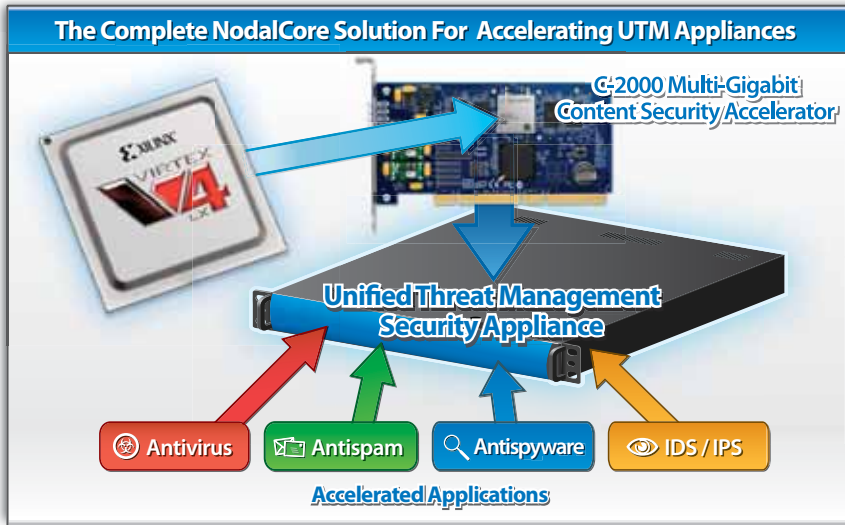 The Complete NodalCore Solution For Accelerating UTM Appliances
C-2000 Multi-Gigabit
Content Security Accelerator
XILINX
VIRTEX
V4
LX
Unified Threat Management
Security Appliance
Antivirus
Antispam
Antispyware
IDS / IPS
Accelerated Applications